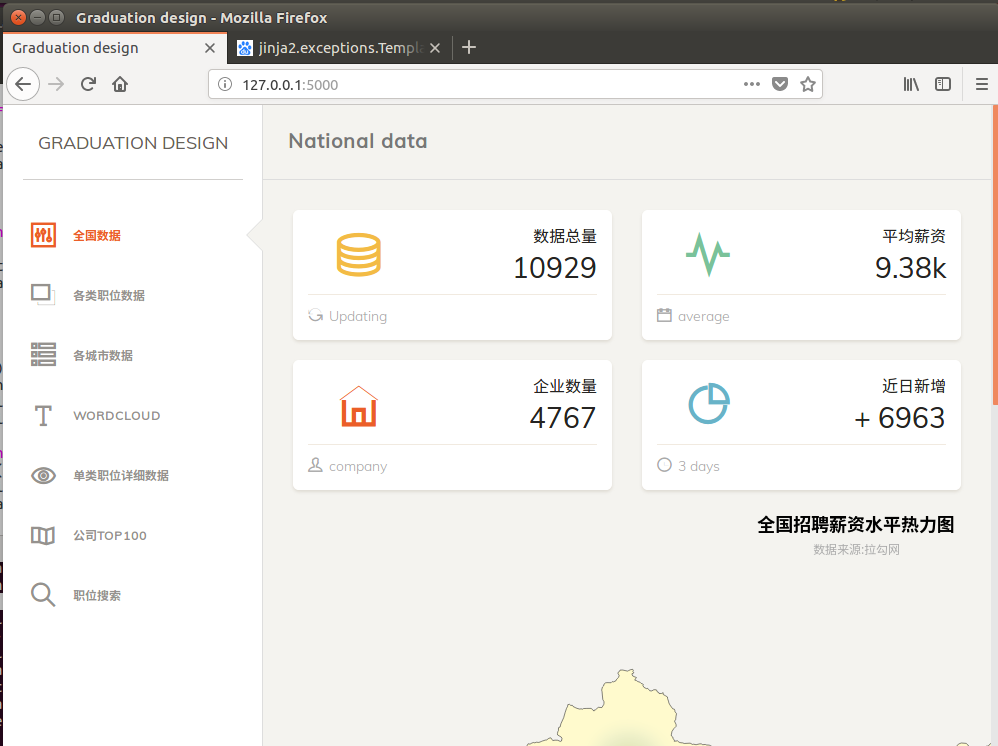 Graduation design - Mozilla Firefox
Graduation design
jinja2.exceptions.Templa
127.0.0.1:5000
GRADUATION DESIGN
全国数据
各类职位数据
各城市数据
WORDCLOUD
单类职位详细数据
公司TOP100
职位搜索
National data
数据总量
10929
Updating
平均薪资
9.38k
average
企业数量
4767
company
近日新增
+ 6963
3 days
全国招聘薪资水平热力图
数据来源:拉勾网